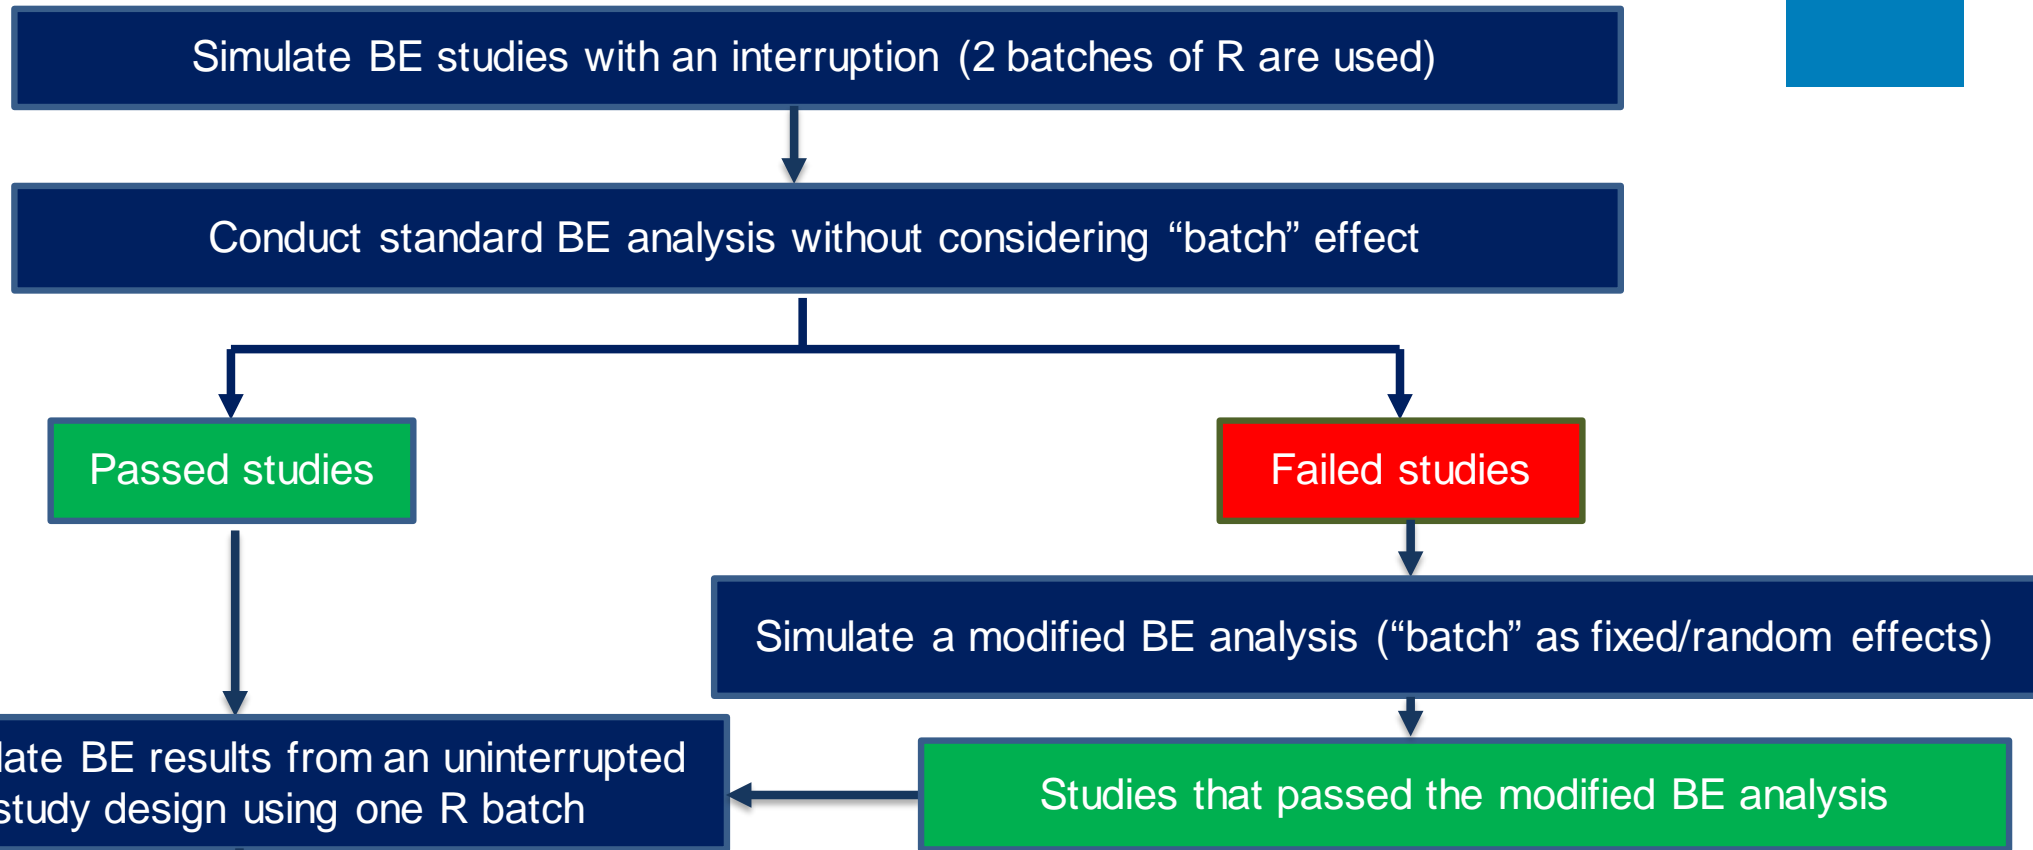 Simulate BE studies with an interruption (2 batches of R are used)
Conduct standard BE analysis without considering “batch” effect
Passed studies
Failed studies
Simulate a modified BE analysis (“batch” as fixed/random effects)
BE results from an uninterrupted
study design using one R batch
Studies that passed the modified BE analysis